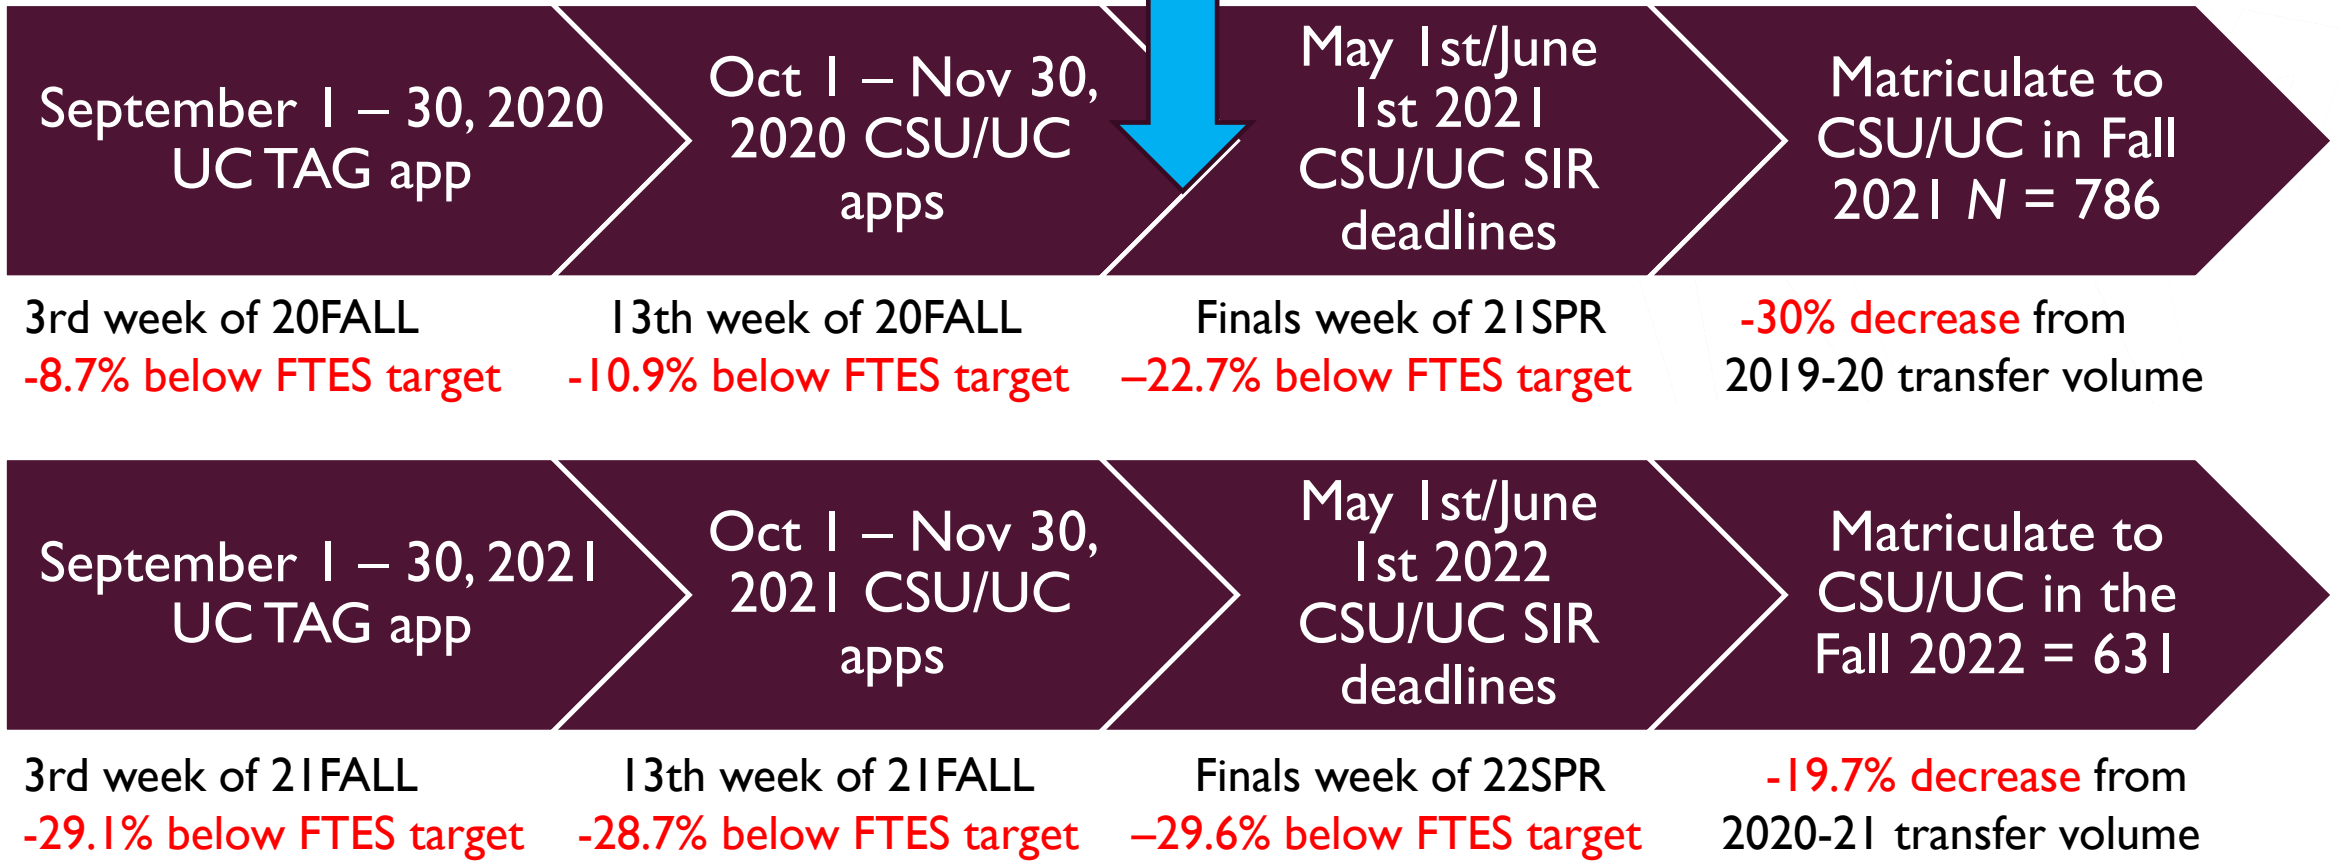 September 1 – 30, 2020
UC TAG app
Oct 1 – Nov 30,
2020 CSU/UC
apps
May 1st/June
1st 2021
CSU/UC SIR
deadlines
Matriculate to
CSU/UC in Fall
2021 N = 786
3rd week of 20FALL
-8.7% below FTES target
13th week of 20FALL
-10.9% below FTES target
Finals week of 21SPR
–22.7% below FTES target
-30% decrease from
2019-20 transfer volume
September 1 – 30, 2021
UC TAG app
Oct 1 – Nov 30,
2021 CSU/UC
apps
May 1st/June
1st 2022
CSU/UC SIR
deadlines
Matriculate to
CSU/UC in the
Fall 2022 = 631
3rd week of 21FALL
-29.1% below FTES target
13th week of 21FALL
-28.7% below FTES target
Finals week of 22SPR
–29.6% below FTES target
-19.7% decrease from
2020-21 transfer volume